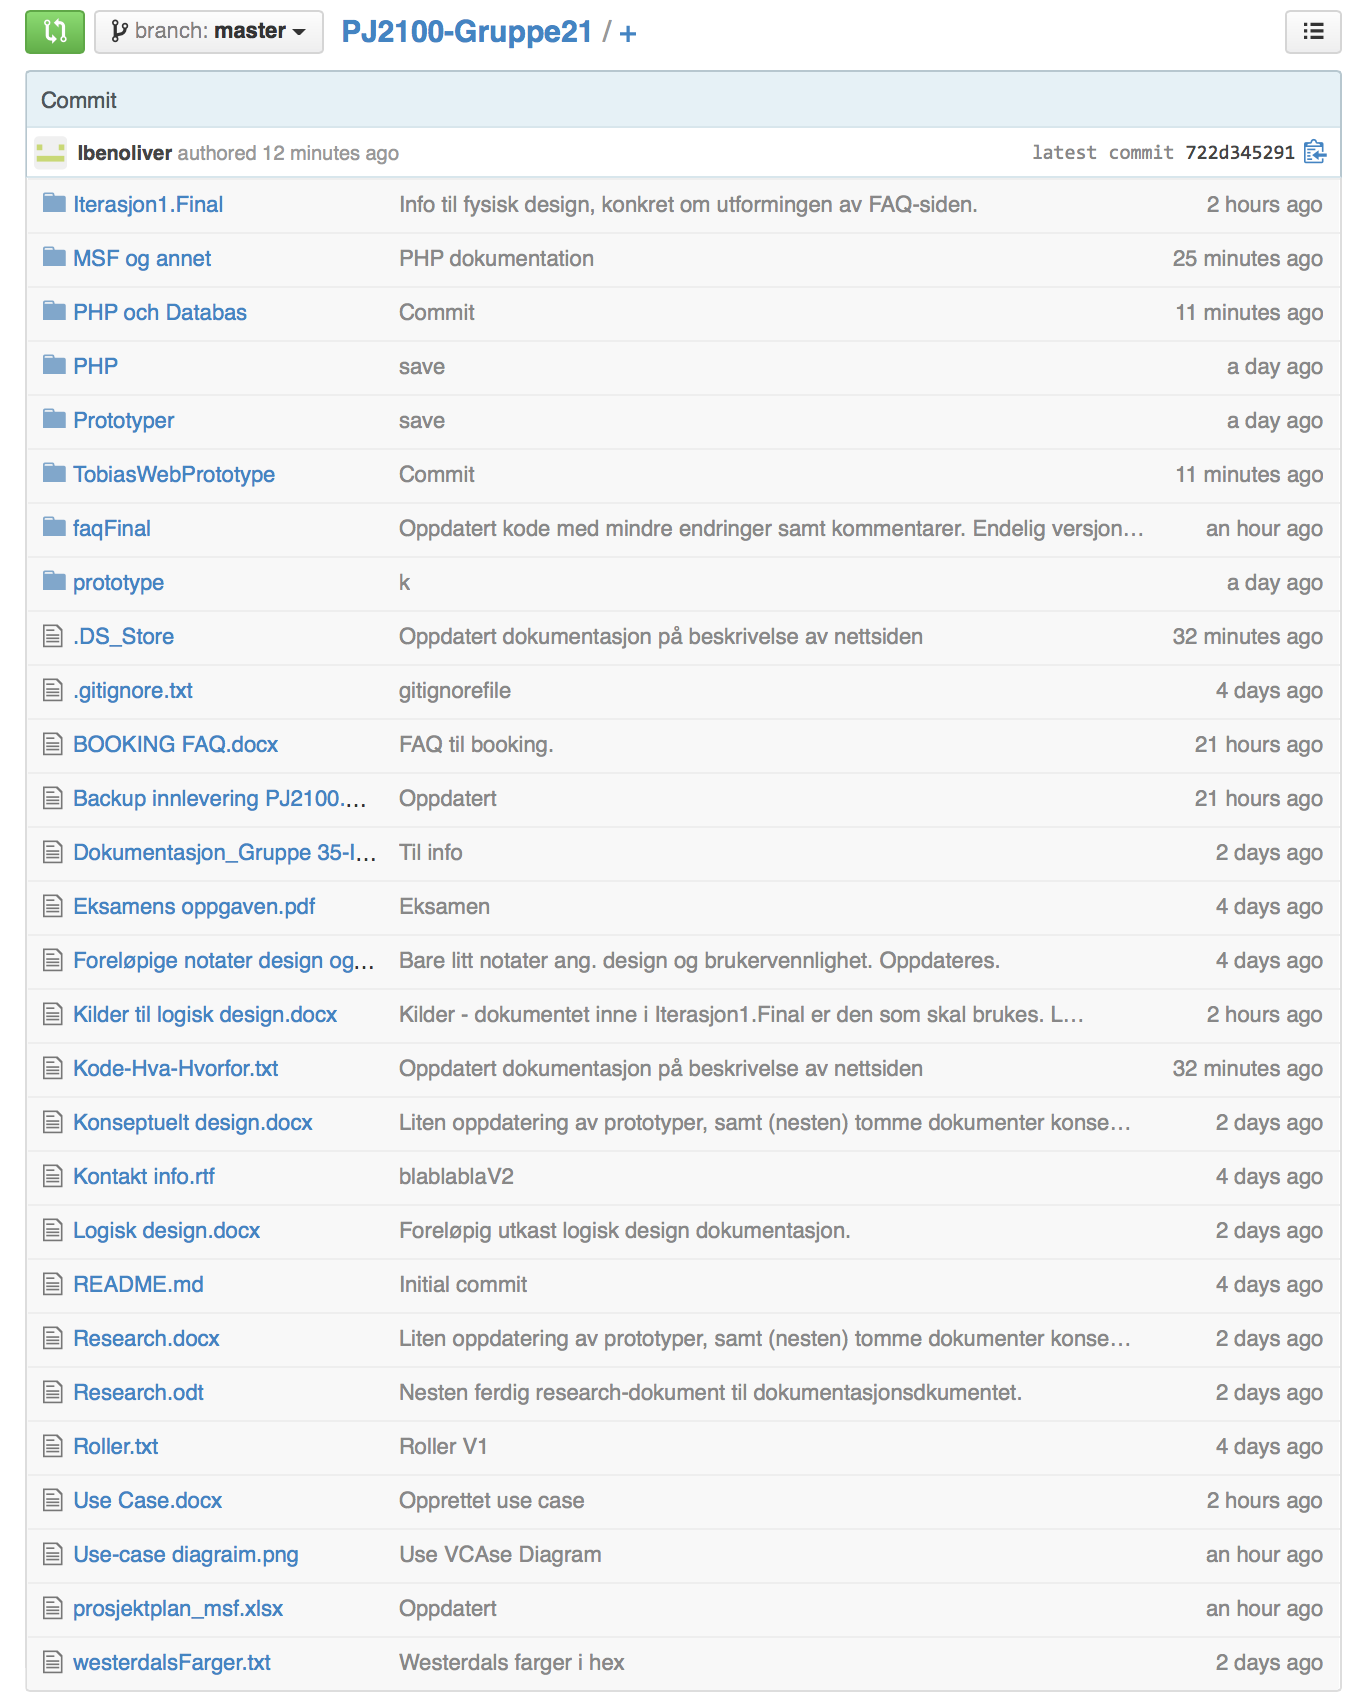 branch: master PJ2100-Gruppe21 / +
Commit
lbenoliver authored 12 minutes ago latest commit 722d345291
Iterasjon1.Final Info til fysisk design, konkret om utformingen av FAQ-siden. 2 hours ago
MSF og annet PHP dokumentation 25 minutes ago
PHP och Databas Commit 11 minutes ago
PHP save a day ago
Prototyper save a day ago
TobiasWebPrototype Commit 11 minutes ago
faqFinal Oppdatert kode med mindre endringer samt kommentarer. Endelig versjon… an hour ago
prototype k a day ago
.DS_Store Oppdatert dokumentasjon på beskrivelse av nettsiden 32 minutes ago
.gitignore.txt gitignorefile 4 days ago
BOOKING FAQ.docx FAQ til booking. 21 hours ago
Backup innlevering PJ2100.… Oppdatert 21 hours ago
Dokumentasjon_Gruppe 35-I… Til info 2 days ago
Eksamens oppgaven.pdf Eksamen 4 days ago
Foreløpige notater design og… Bare litt notater ang. design og brukervennlighet. Oppdateres. 4 days ago
Kilder til logisk design.docx Kilder - dokumentet inne i Iterasjon1.Final er den som skal brukes. L… 2 hours ago
Kode-Hva-Hvorfor.txt Oppdatert dokumentasjon på beskrivelse av nettsiden 32 minutes ago
Konseptuelt design.docx Liten oppdatering av prototyper, samt (nesten) tomme dokumenter konse… 2 days ago
Kontakt info.rtf blablablaV2 4 days ago
Logisk design.docx Foreløpig utkast logisk design dokumentasjon. 2 days ago
README.md Initial commit 4 days ago
Research.docx Liten oppdatering av prototyper, samt (nesten) tomme dokumenter konse… 2 days ago
Research.odt Nesten ferdig research-dokument til dokumentasjonsdkumentet. 2 days ago
Roller.txt Roller V1 4 days ago
Use Case.docx Opprettet use case 2 hours ago
Use-case diagraim.png Use VCAse Diagram an hour ago
prosjektplan_msf.xlsx Oppdatert an hour ago
westerdalsFarger.txt Westerdals farger i hex 2 days ago